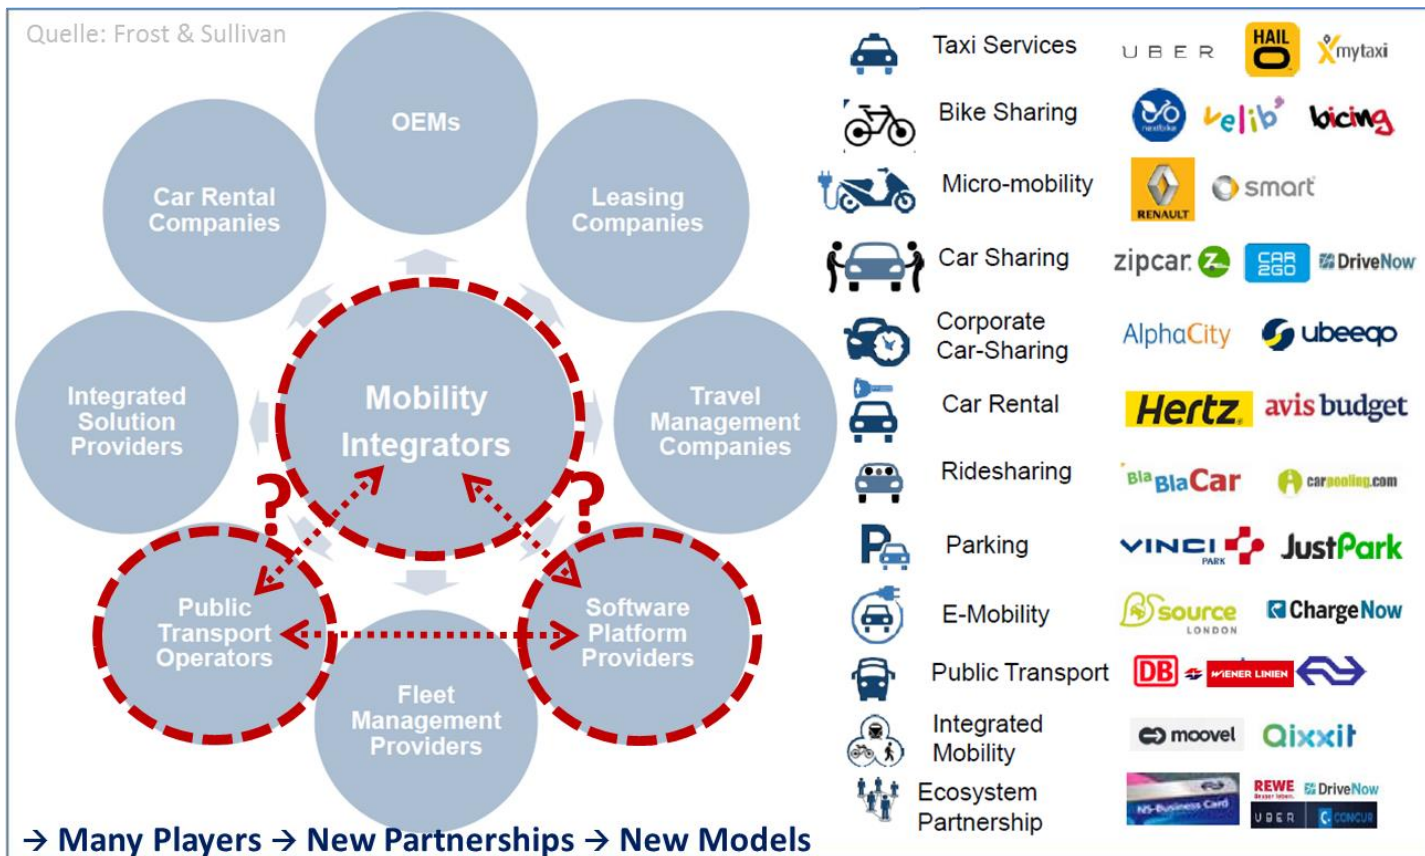 Quelle: Frost & Sullivan
OEMs
Car Rental
Companies
Leasing
Companies
Integrated
Solution
Providers
Mobility
Integrators
Travel
Management
Companies
?
?
Public
Transport
Operators
Software
Platform
Providers
Fleet
Management
Providers
→ Many Players → New Partnerships → New Models
Taxi Services
UBER
HAILO
mytaxi
Bike Sharing
nextbike
velib'
bicing
Micro-mobility
RENAULT
smart
Car Sharing
zipcar. Z
CAR2GO
DriveNow
Corporate
Car-Sharing
AlphaCity
ubeeqo
Car Rental
Hertz.
avis budget
Ridesharing
BlaBlaCar
carpooling.com
P
Parking
VINCI
PARK
JustPark
E-Mobility
source
LONDON
ChargeNow
Public Transport
DB
WIENER LINIEN
Integrated
Mobility
moovel
Qixxit
Ecosystem
Partnership
NS-Business Card
REWE
DriveNow
UBER
C. CONCUR